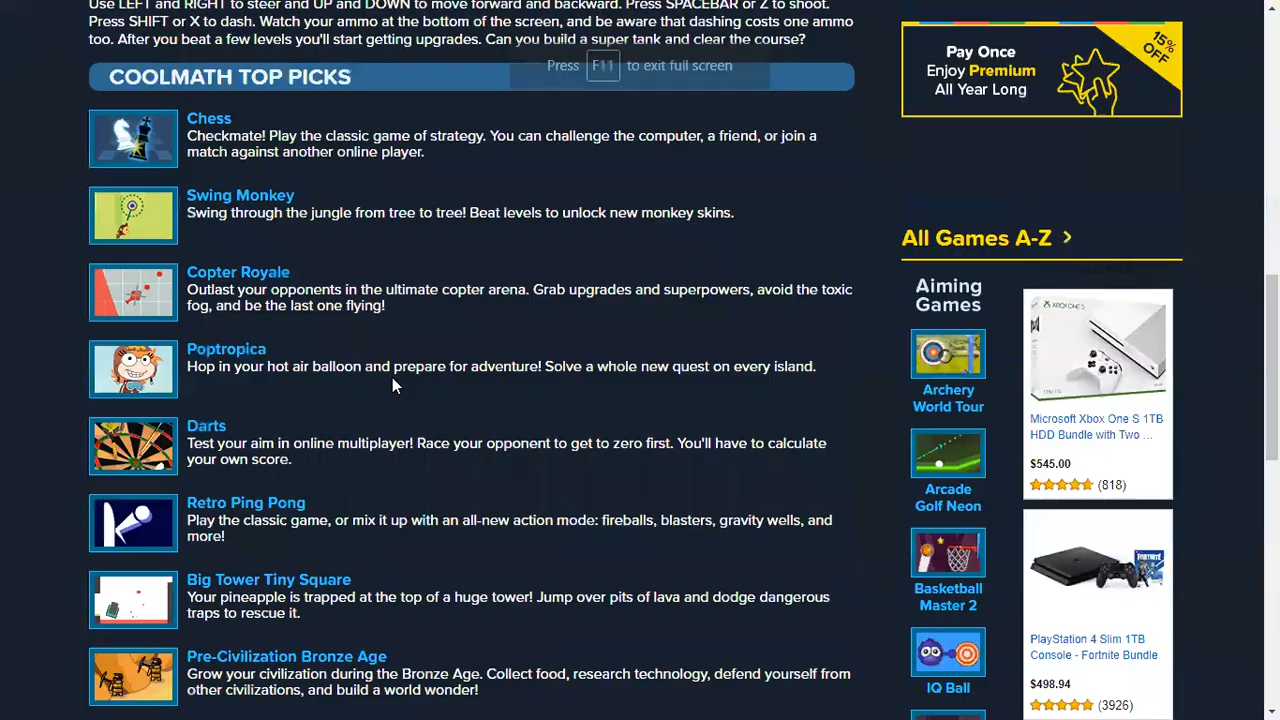 Use LEFT and RIGHT to steer and UP and DOWN to move forward and backward. Press SPACEBAR or Z to shoot.
Press SHIFT or X to dash. Watch your ammo at the bottom of the screen, and be aware that dashing costs one ammo
too. After you beat a few levels you'll start getting upgrades. Can you build a super tank and clear the course?
Press F11 to exit full screen
COOLMATH TOP PICKS
Chess
Checkmate! Play the classic game of strategy. You can challenge the computer, a friend, or join a
match against another online player.
Swing Monkey
Swing through the jungle from tree to tree! Beat levels to unlock new monkey skins.
Copter Royale
Outlast your opponents in the ultimate copter arena. Grab upgrades and superpowers, avoid the toxic
fog, and be the last one flying!
Poptropica
Hop in your hot air balloon and prepare for adventure! Solve a whole new quest on every island.
Darts
Test your aim in online multiplayer! Race your opponent to get to zero first. You'll have to calculate
your own score.
Retro Ping Pong
Play the classic game, or mix it up with an all-new action mode: fireballs, blasters, gravity wells, and
more!
Big Tower Tiny Square
Your pineapple is trapped at the top of a huge tower! Jump over pits of lava and dodge dangerous
traps to rescue it.
Pre-Civilization Bronze Age
Grow your civilization during the Bronze Age. Collect food, research technology, defend yourself from
other civilizations, and build a world wonder!
Pay Once
Enjoy Premium
All Year Long
15%
OFF
All Games A-Z >
Aiming
Games
Archery
World Tour
Arcade
Golf Neon
Basketball
Master 2
IQ Ball
XBOX ONE S
Microsoft Xbox One S 1TB
HDD Bundle with Two ...
$545.00
(818)
FORTNITE
PlayStation 4 Slim 1TB
Console - Fortnite Bundle
$498.94
(3926)